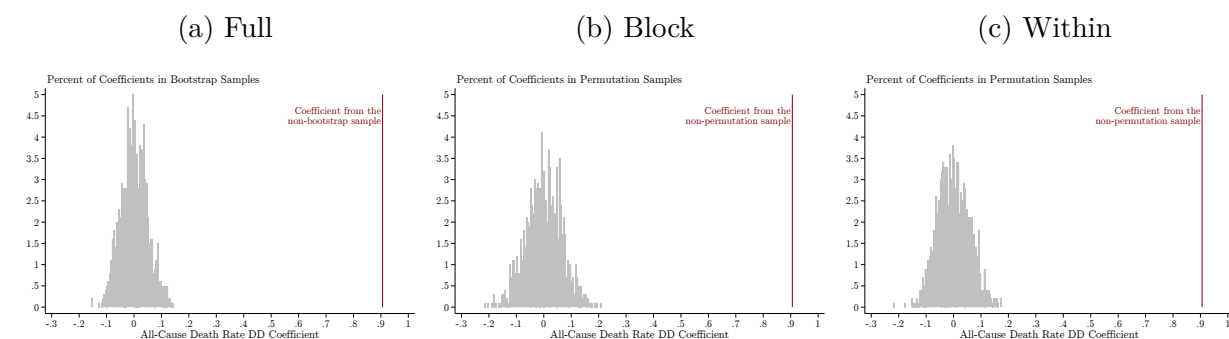 (a) Full
Percent of Coefficients in Bootstrap Samples
5
4.5
4
3.5
3
2.5
2
1.5
1
.5
0
Coefficient from the
non-bootstrap sample
-.3 -.2 -.1 0 .1 .2 .3 .4 .5 .6 .7 .8 .9 1
All-Cause Death Rate DD Coefficient
(b) Block
Percent of Coefficients in Permutation Samples
5
4.5
4
3.5
3
2.5
2
1.5
1
.5
0
Coefficient from the
non-permutation sample
-.3 -.2 -.1 0 .1 .2 .3 .4 .5 .6 .7 .8 .9 1
All-Cause Death Rate DD Coefficient
(c) Within
Percent of Coefficients in Permutation Samples
5
4.5
4
3.5
3
2.5
2
1.5
1
.5
0
Coefficient from the
non-permutation sample
-.3 -.2 -.1 0 .1 .2 .3 .4 .5 .6 .7 .8 .9 1
All-Cause Death Rate DD Coefficient